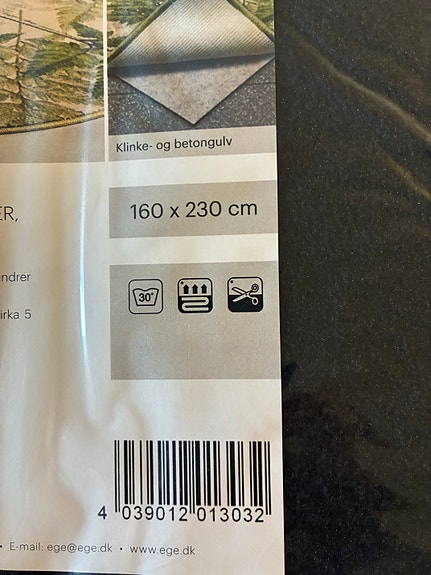 Klinke- og betongulv
160 x 230 cm
ER,
ndrer
irka 5
30°
4 039012 013032
• E-mail: ege@ege.dk • www.ege.dk